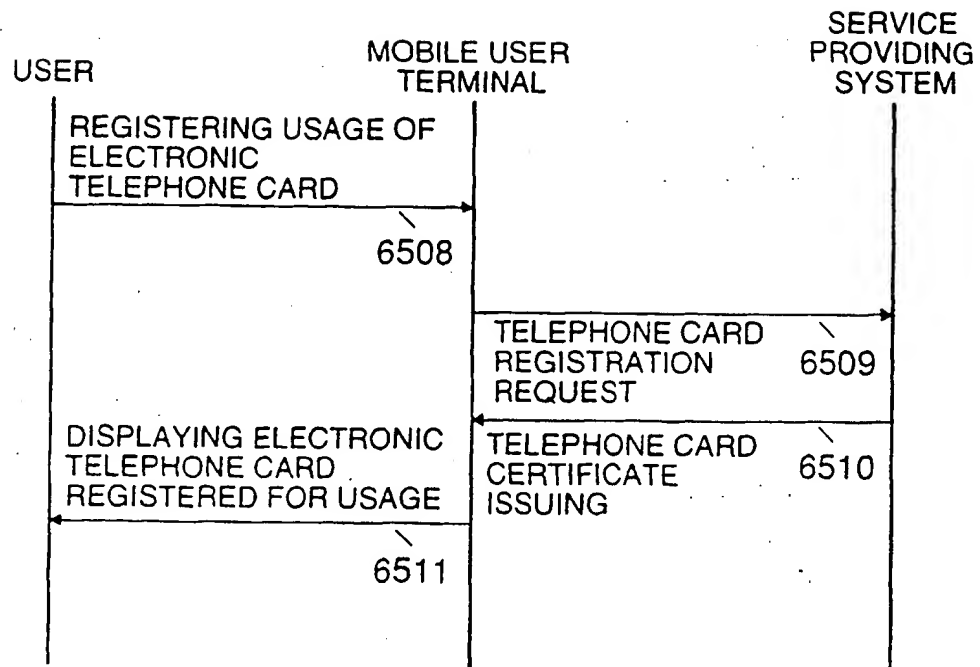 USER
MOBILE USER
TERMINAL
SERVICE
PROVIDING
SYSTEM
REGISTERING USAGE OF
ELECTRONIC
TELEPHONE CARD
6508
TELEPHONE CARD
REGISTRATION
REQUEST
6509
TELEPHONE CARD
CERTIFICATE
ISSUING
6510
DISPLAYING ELECTRONIC
TELEPHONE CARD
REGISTERED FOR USAGE
6511